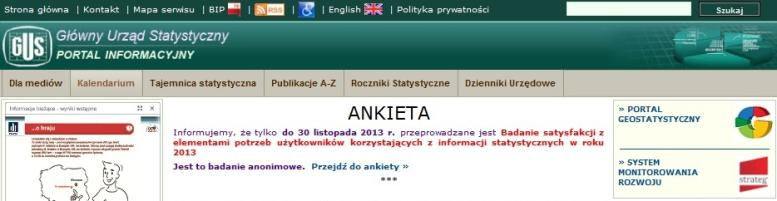 Strona główna | Kontakt | Mapa serwisu | BIP | RSS | | English | Polityka prywatności
Szukaj
GUS
Główny Urząd Statystyczny
PORTAL INFORMACYJNY
Dla mediów Kalendarium Tajemnica statystyczna Publikacje A-Z Roczniki Statystyczne Dzienniki Urzędowe
Informacje bieżące - wyniki wstępne
...o kraju
ANKIETA
Informujemy, że tylko do 30 listopada 2013 r. przeprowadzane jest Badanie satysfakcji z
elementami potrzeb użytkowników korzystających z informacji statystycznych w roku
2013
Jest to badanie anonimowe. Przejdź do ankiety »
***
» PORTAL
GEOSTATYSTYCZNY
» SYSTEM
MONITOROWANIA
ROZWOJU
strateg